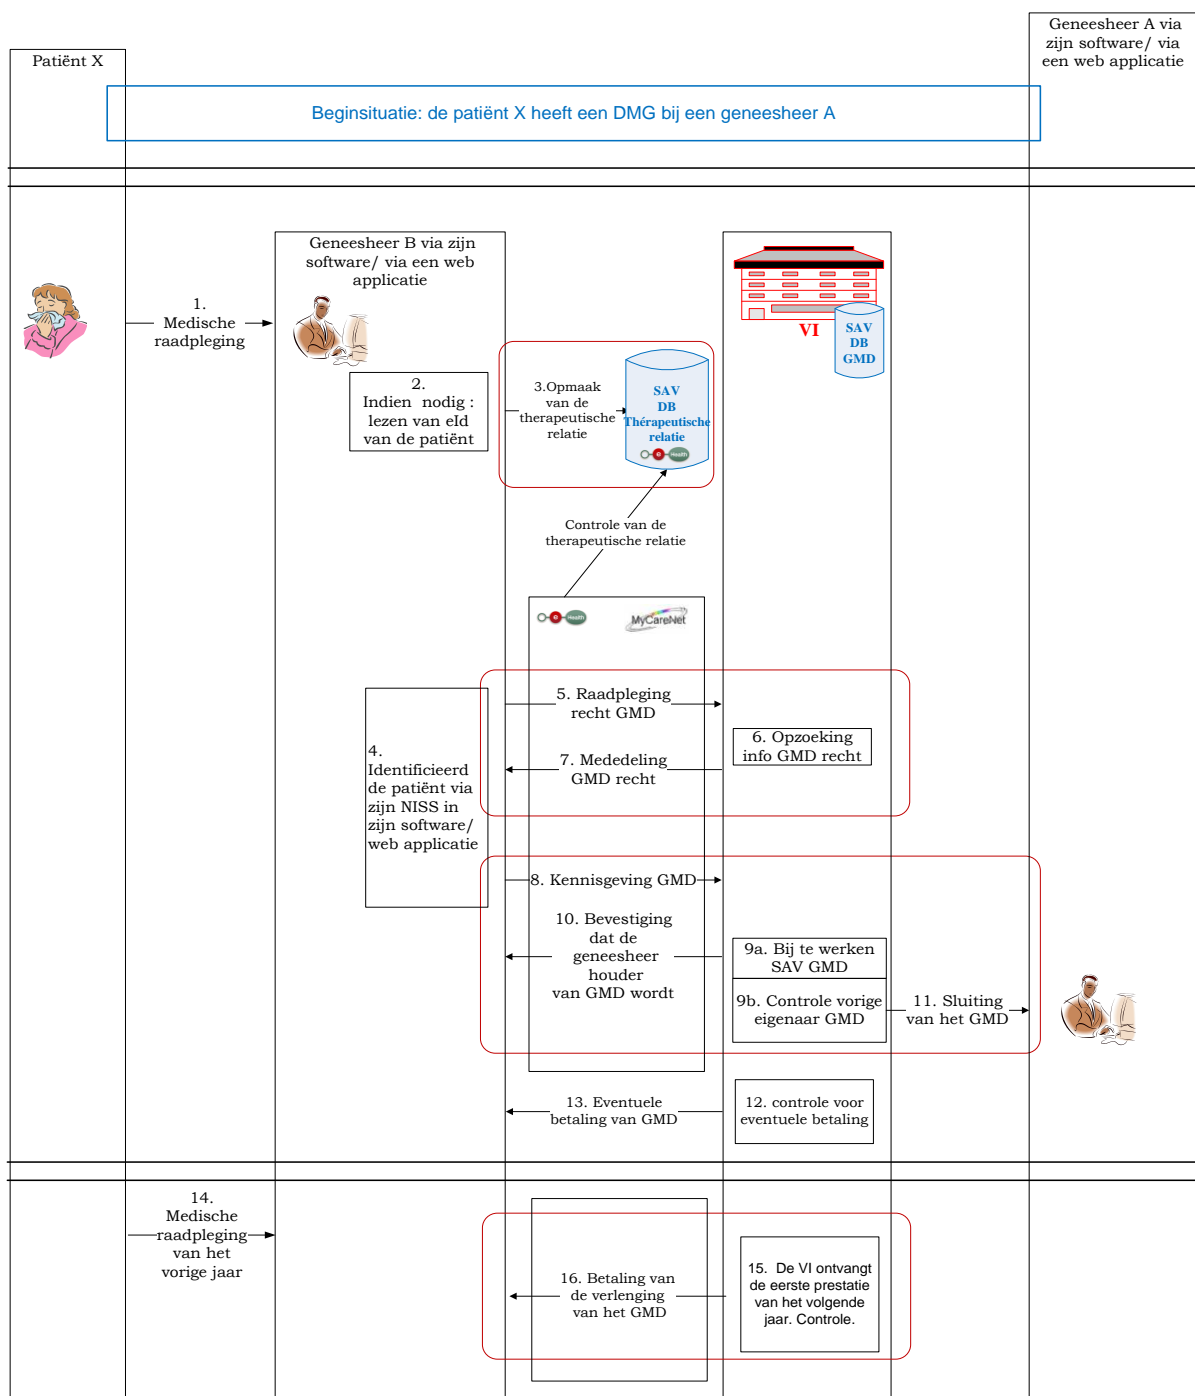 Geneesheer A via
zijn software/ via
een web applicatie
Patiënt X
Beginsituatie: de patiënt X heeft een DMG bij een geneesheer A
Geneesheer B via zijn
software/ via een web
applicatie
1.
Medische
raadpleging
VI
SAV
DB
GMD
2.
Indien nodig :
lezen van eId
van de patiënt
3.Opmaak
van de
therapeutische
relatie
SAV
DB
Thérapeutische
relatie
e
Health
Controle van de
therapeutische relatie
e
Health
MyCareNet
4.
Identificieerd
de patiënt via
zijn NISS in
zijn software/
web applicatie
5. Raadpleging
recht GMD
6. Opzoeking
info GMD recht
7. Mededeling
GMD recht
8. Kennisgeving GMD
10. Bevestiging
dat de
geneesheer
houder
van GMD wordt
9a. Bij te werken
SAV GMD
9b. Controle vorige
eigenaar GMD
11. Sluiting
van het GMD
13. Eventuele
betaling van GMD
12. controle voor
eventuele betaling
14.
Medische
raadpleging
van het
vorige jaar
16. Betaling van
de verlenging
van het GMD
15. De VI ontvangt
de eerste prestatie
van het volgende
jaar. Controle.